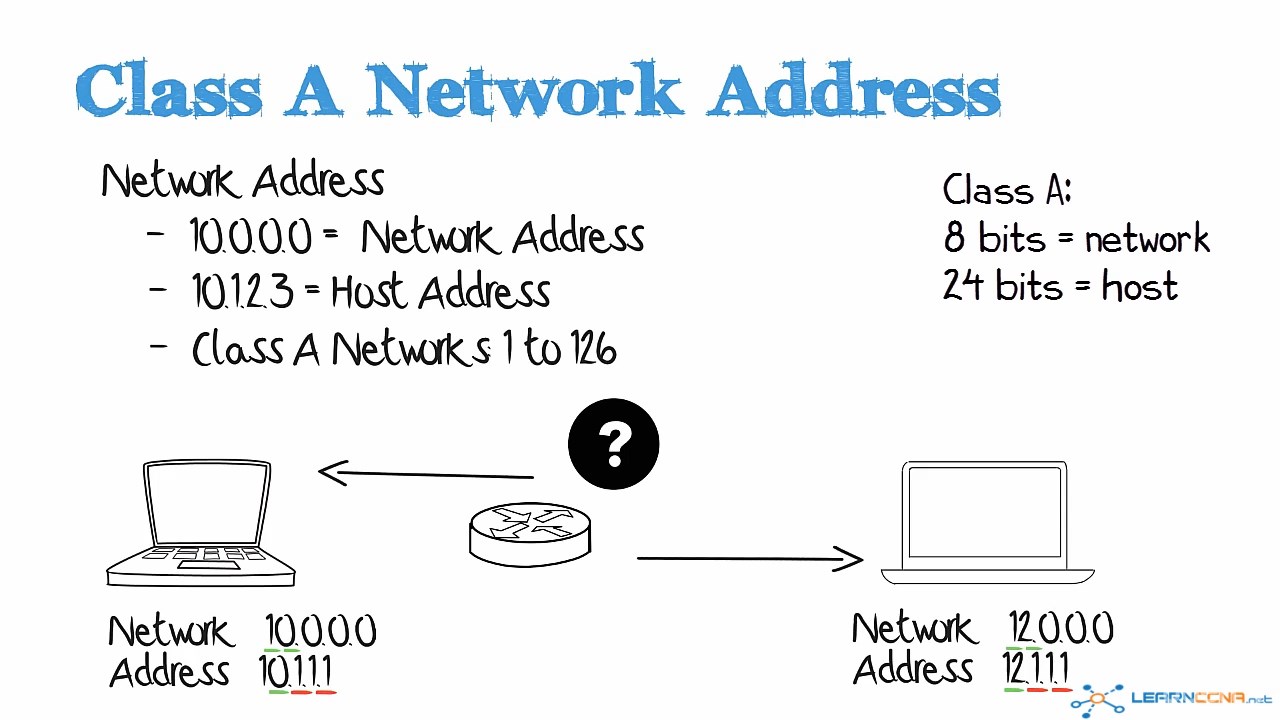 Class A Network Address
Network Address
- 10.0.0.0 = Network Address
- 10.1.2.3 = Host Address
- Class A Networks 1 to 126
Class A:
8 bits = network
24 bits = host
?
Network 10.0.0.0
Address 10.1.1.1
Network 12.0.0.0
Address 12.1.1.1
LEARNCCNA.net